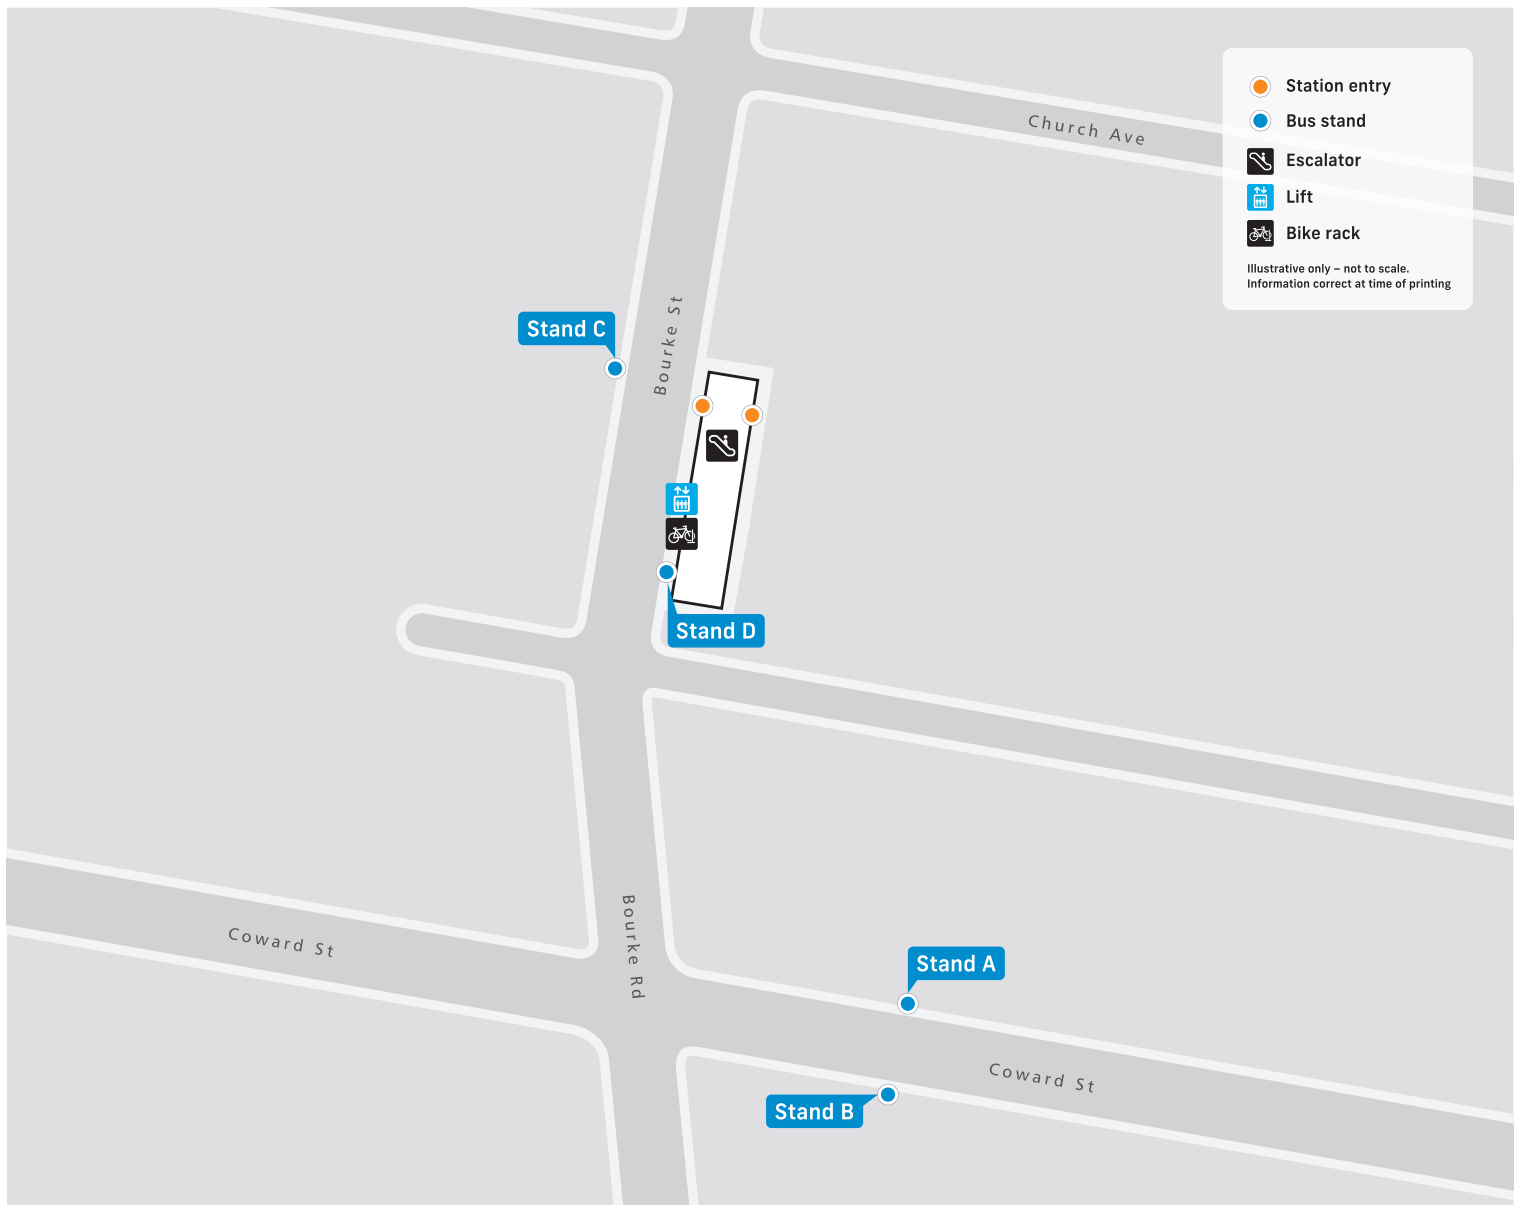 Church Ave
Station entry
Bus stand
Escalator
Lift
Bike rack
Illustrative only – not to scale.
Information correct at time of printing
Stand C
Bourke St
Stand D
Bourke Rd
Coward St
Stand A
Coward St
Stand B